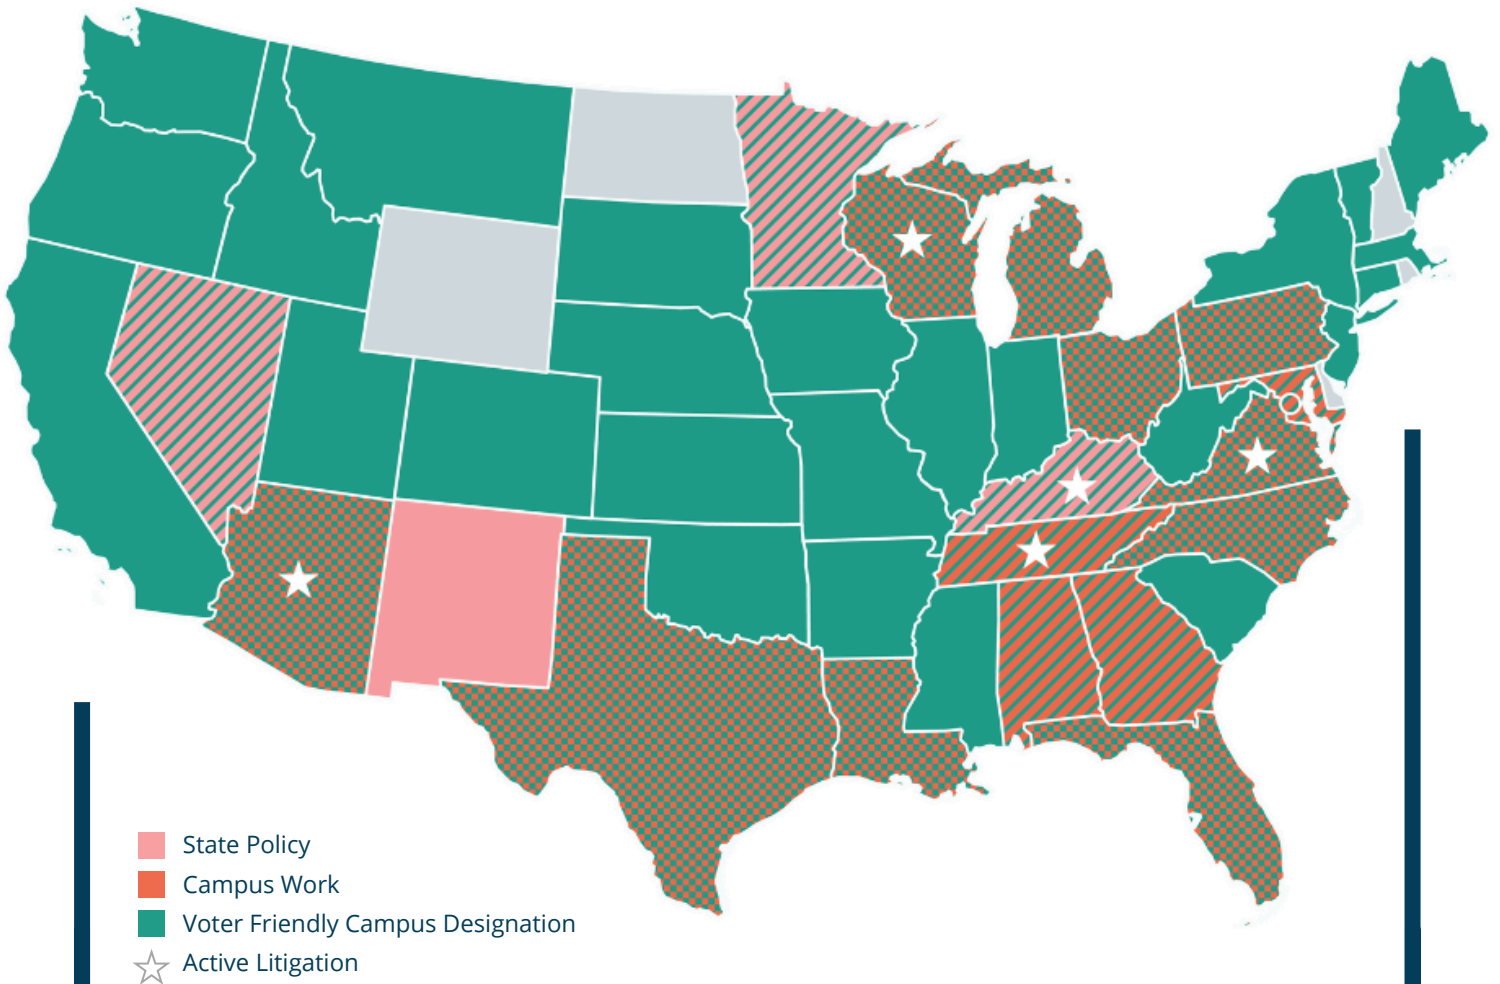 State Policy
Campus Work
Voter Friendly Campus Designation
Active Litigation